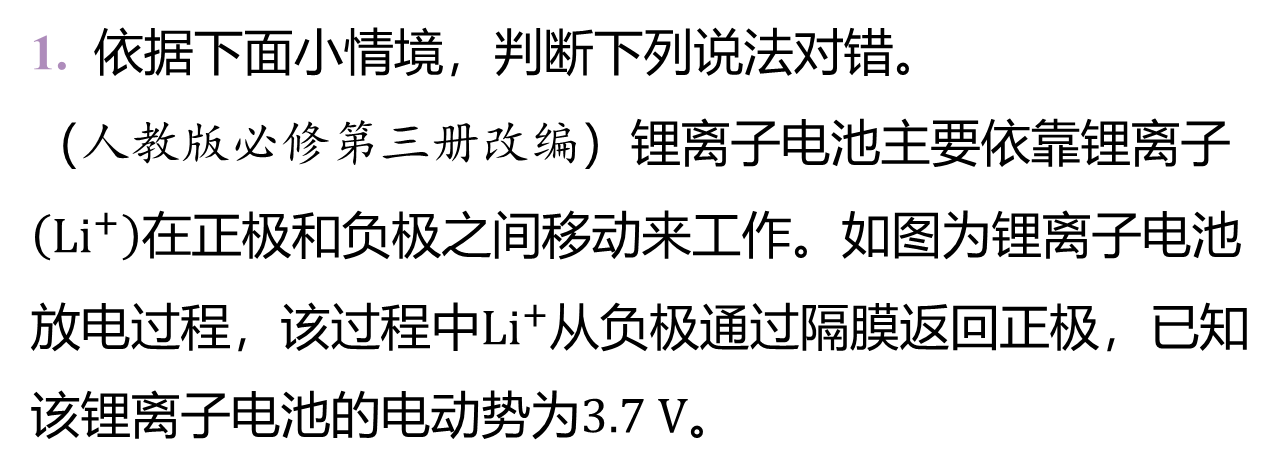 1. 依据下面小情境，判断下列说法对错。
（人教版必修第三册改编）锂离子电池主要依靠锂离子
(Li⁺)在正极和负极之间移动来工作。如图为锂离子电池
放电过程，该过程中Li⁺从负极通过隔膜返回正极，已知
该锂离子电池的电动势为3.7 V。